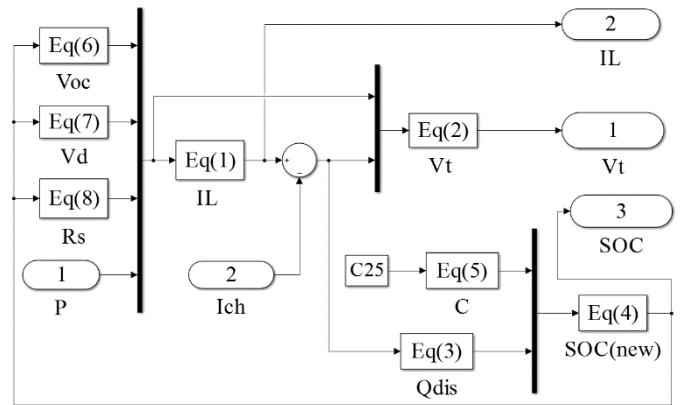 2
IL
Eq(6)
Voc
Eq(7)
Vd
Eq(2)
Vt
1
Vt
Eq(1)
IL
+
-
Eq(8)
Rs
3
SOC
1
P
2
Ich
C25
Eq(5)
C
Eq(4)
SOC(new)
Eq(3)
Qdis